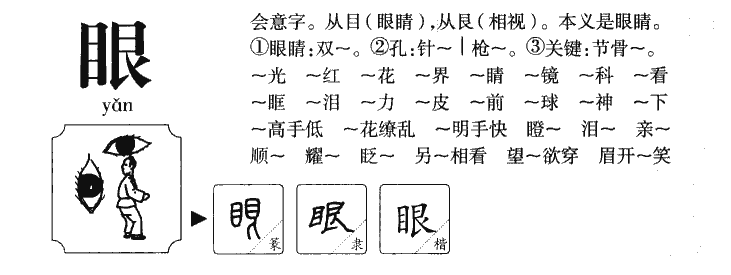 眼
yǎn
会意字。从目(眼睛),从艮(相视)。本义是眼睛。
①眼睛:双～。②孔:针～｜枪～。③关键:节骨～。
～光 ～红 ～花 ～界 ～睛 ～镜 ～科 ～看
～眶 ～泪 ～力 ～皮 ～前 ～球 ～神 ～下
～高手低 ～花缭乱 ～明手快 瞪～ 泪～ 亲～
顺～ 耀～ 眨～ 另～相看 望～欲穿 眉开～笑
眼 篆
眼 隶
眼 楷